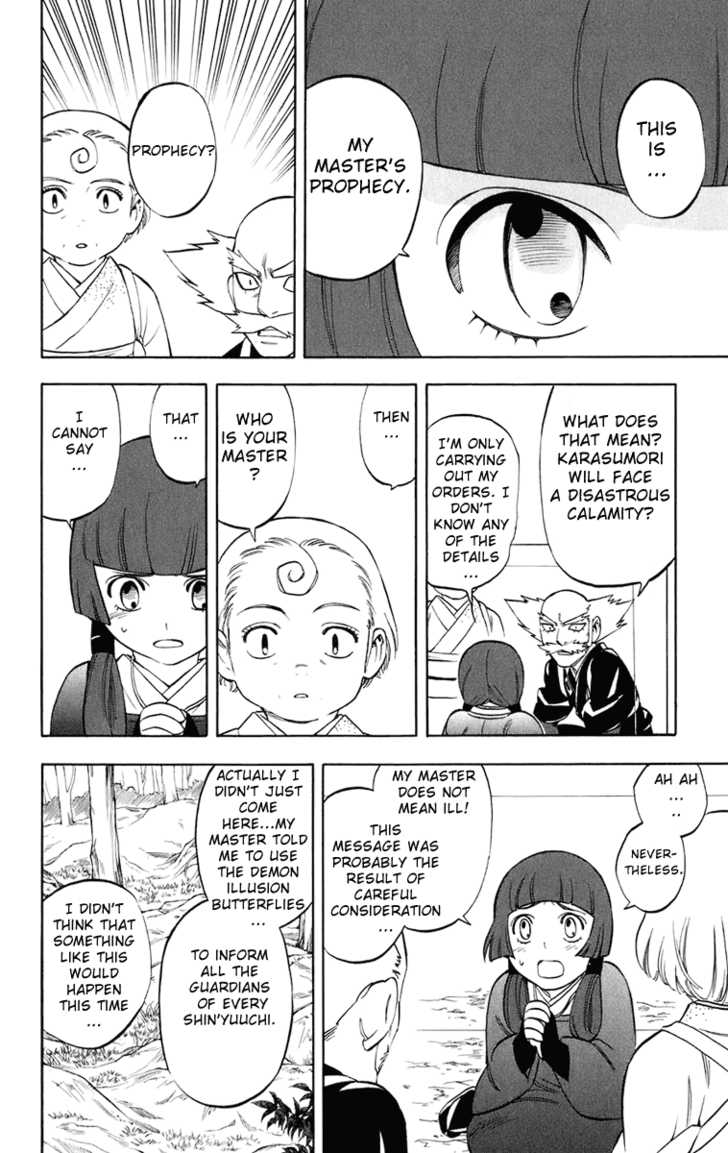 THIS
IS
...
MY
MASTER'S
PROPHECY.
PROPHECY?
WHAT DOES
THAT MEAN?
KARASUMORI
WILL FACE
A DISASTROUS
CALAMITY?
I'M ONLY
CARRYING
OUT MY
ORDERS. I
DON'T
KNOW ANY
OF THE
DETAILS
...
THEN
...
WHO
IS YOUR
MASTER
?
THAT
...
I
CANNOT
SAY
...
AH AH
...
..
NEVER-
THELESS.
MY MASTER
DOES NOT
MEAN ILL!
THIS
MESSAGE WAS
PROBABLY THE
RESULT OF
CAREFUL
CONSIDERATION
...
ACTUALLY I
DIDN'T JUST
COME
HERE...MY
MASTER TOLD
ME TO USE
THE DEMON
ILLUSION
BUTTERFLIES
...
TO INFORM
ALL THE
GUARDIANS
OF EVERY
SHIN'YUUCHI.
I DIDN'T
THINK THAT
SOMETHING
LIKE THIS
WOULD
HAPPEN
THIS TIME
...